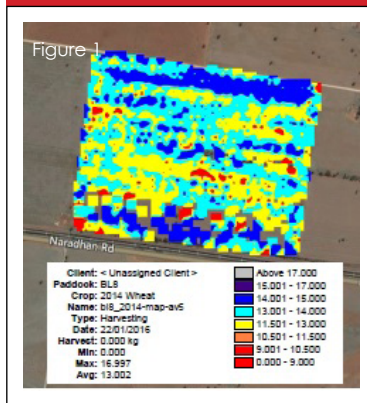 Figure 1
Naradhan Rd
Client: < Unassigned Client >
Paddock: BL8
Crop: 2014 Wheat
Name: bl8_2014-map-av5
Type: Harvesting
Date: 22/01/2016
Harvest: 0.000 kg
Min: 0.000
Max: 16.997
Avg: 13.002
Above 17.000
15.001 - 17.000
14.001 - 15.000
13.001 - 14.000
11.501 - 13.000
10.501 - 11.500
9.001 - 10.500
0.000 - 9.000